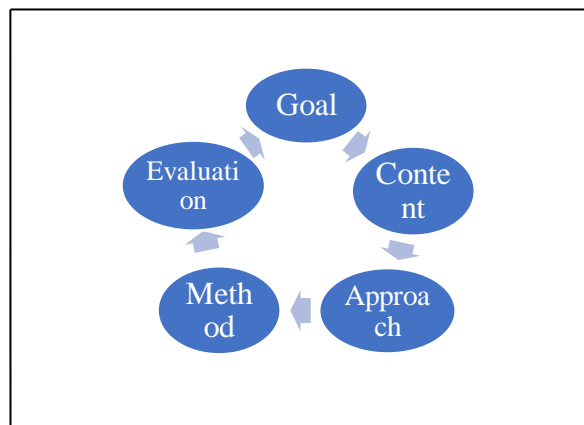 Goal
Conte
nt
Approa
ch
Meth
od
Evaluati
on